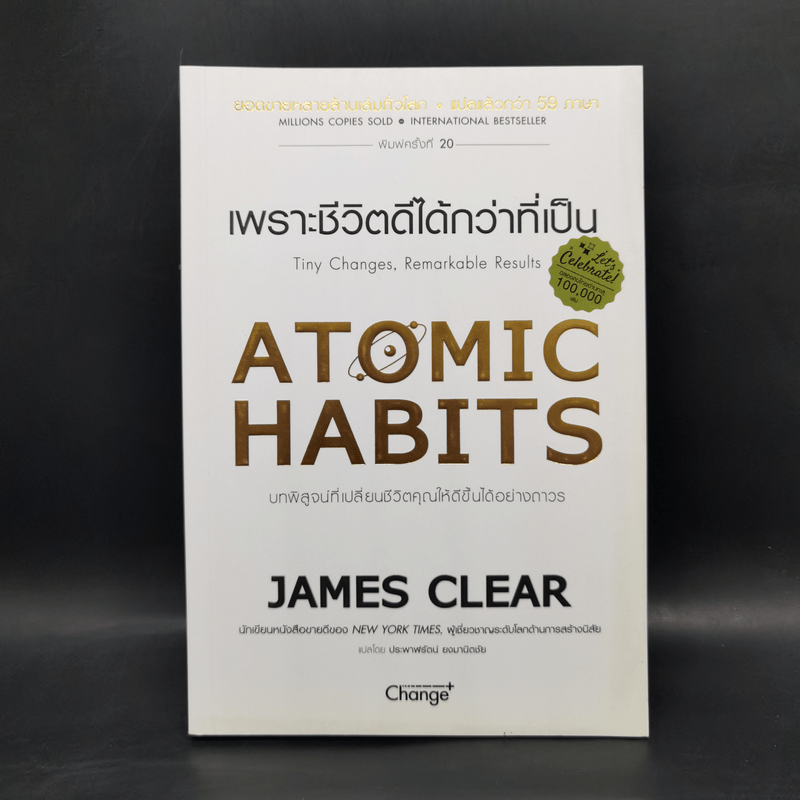 ยอดขายหลายล้านเล่มทั่วโลก • แปลแล้วกว่า 59 ภาษา
MILLIONS COPIES SOLD • INTERNATIONAL BESTSELLER
พิมพ์ครั้งที่ 20
เพราะชีวิตดีได้กว่าที่เป็น
Tiny Changes, Remarkable Results
Let's
Celebrate!
100,000
เล่ม
ATOMIC
HABITS
บทพิสูจน์ที่เปลี่ยนชีวิตคุณให้ดีขึ้นได้อย่างถาวร
JAMES CLEAR
นักเขียนหนังสือขายดีของ NEW YORK TIMES, ผู้เชี่ยวชาญระดับโลกด้านการสร้างนิสัย
แปลโดย ประพาฬรัตน์ ยงมานิตชัย
Change+